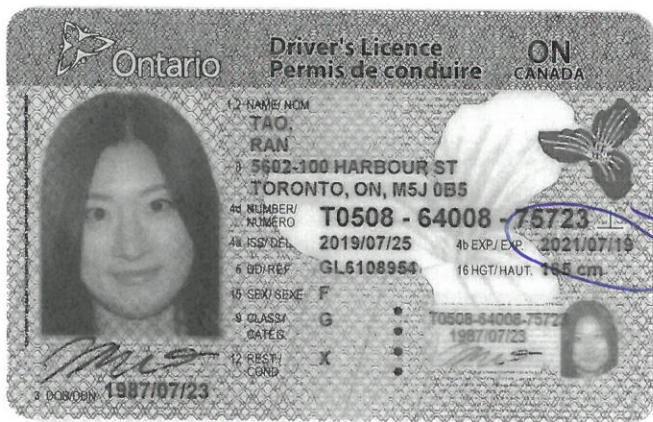 Ontario
Driver's Licence
Permis de conduire
ON
CANADA
1,2 NAME/NOM
TAO,
RAN
8 5602-100 HARBOUR ST
TORONTO, ON, M5J 0B5
4d NUMBER/
NUMÉRO T0508 - 64008 - 75723
4a ISS/DÉL. 2019/07/25 4b EXP./EXP. 2021/07/19
5 DD/REF GL6108954 16 HGT/HAUT. 165 cm
15 SEX/SEXE F
9 CLASS/
CATÉG. G T0508-64008-75723
1987/07/23
12 REST./
COND. X
3 DOB/DDN 1987/07/23